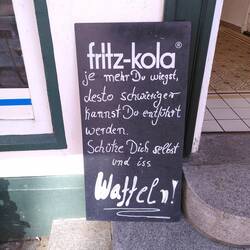 fritz-kola®
je mehr Du wiegst,
desto schwieriger
kannst Du entführt
werden.
Schütze Dich selbst
und iss
Waffeln!